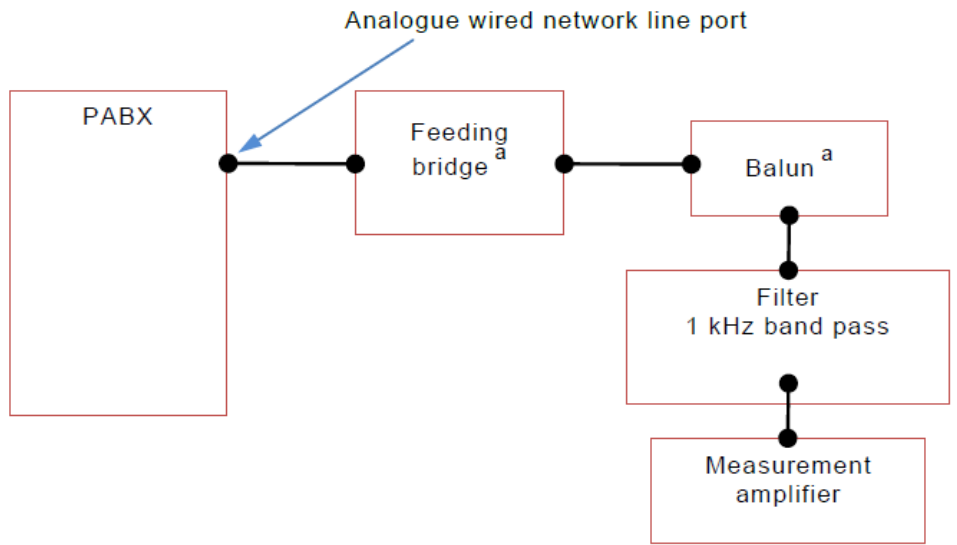 Analogue wired network line port
PABX
Feeding
bridge a
Balun a
Filter
1 kHz band pass
Measurement
amplifier